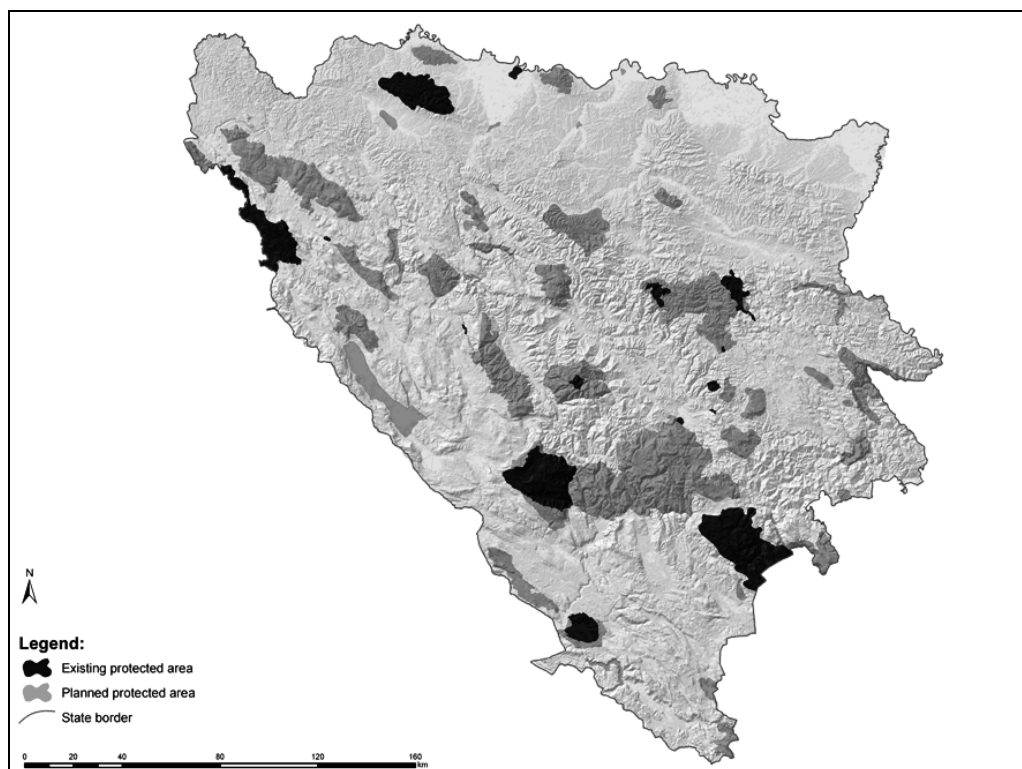 N
Legend:
Existing protected area
Planned protected area
State border
0 20 40 80 120 160
km